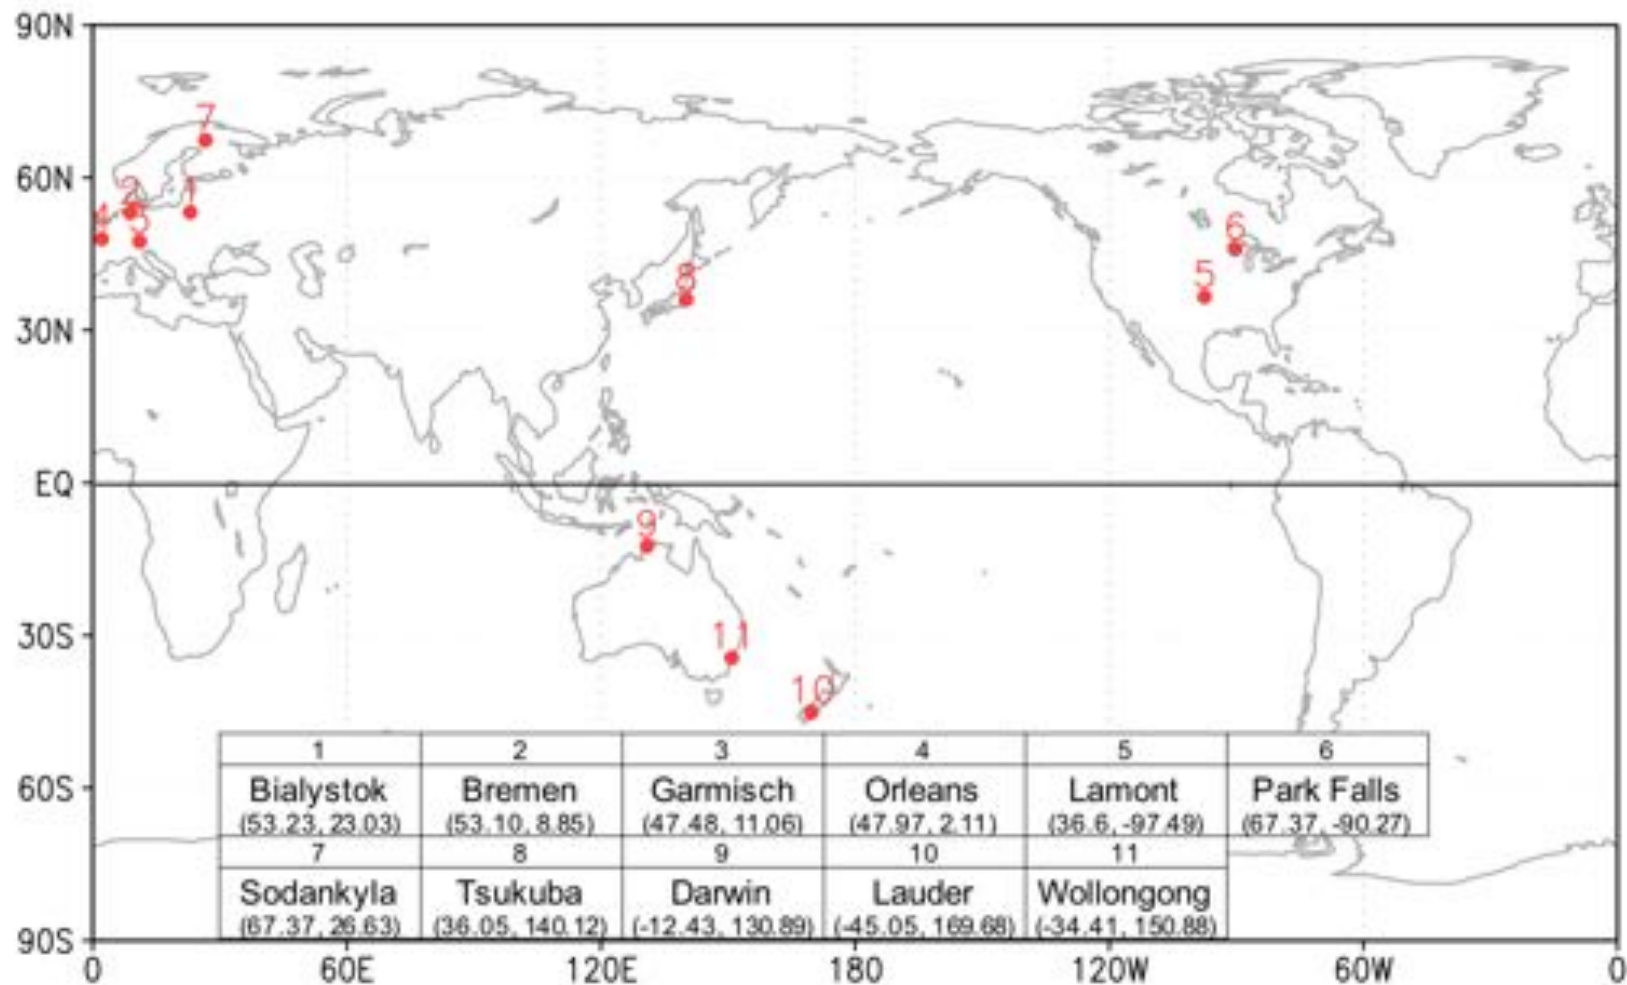 90N
7
60N
2
1
4
3
6
8
5
30N
EQ
9
30S
11
10
1 2 3 4 5 6
60S
Bialystok Bremen Garmisch Orleans Lamont Park Falls
(53.23, 23.03) (53.10, 8.85) (47.48, 11.06) (47.97, 2.11) (36.6, -97.49) (67.37, -90.27)
7 8 9 10 11
Sodankyla Tsukuba Darwin Lauder Wollongong
(67.37, 26.63) (36.05, 140.12) (-12.43, 130.89) (-45.05, 169.68) (-34.41, 150.88)
90S
0 60E 120E 180 120W 60W 0